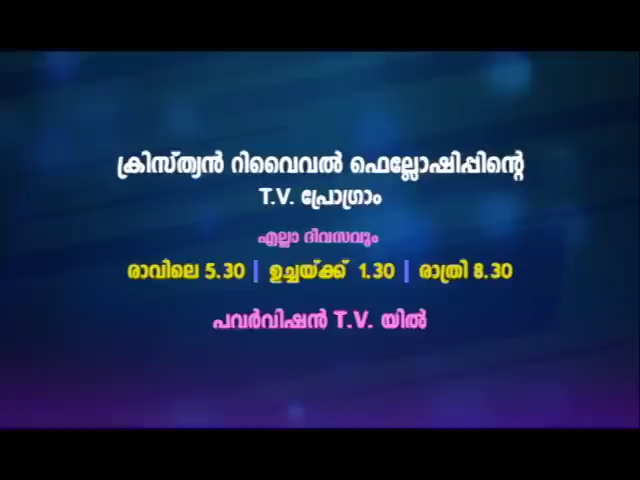 ക്രിസ്ത്യൻ റിവൈവൽ ഫെല്ലോഷിപ്പിന്റെ
T.V. പ്രോഗ്രാം
എല്ലാ ദിവസവും
രാവിലെ 5.30 | ഉച്ചയ്ക്ക് 1.30 | രാത്രി 8.30
പവർവിഷൻ T.V. യിൽ